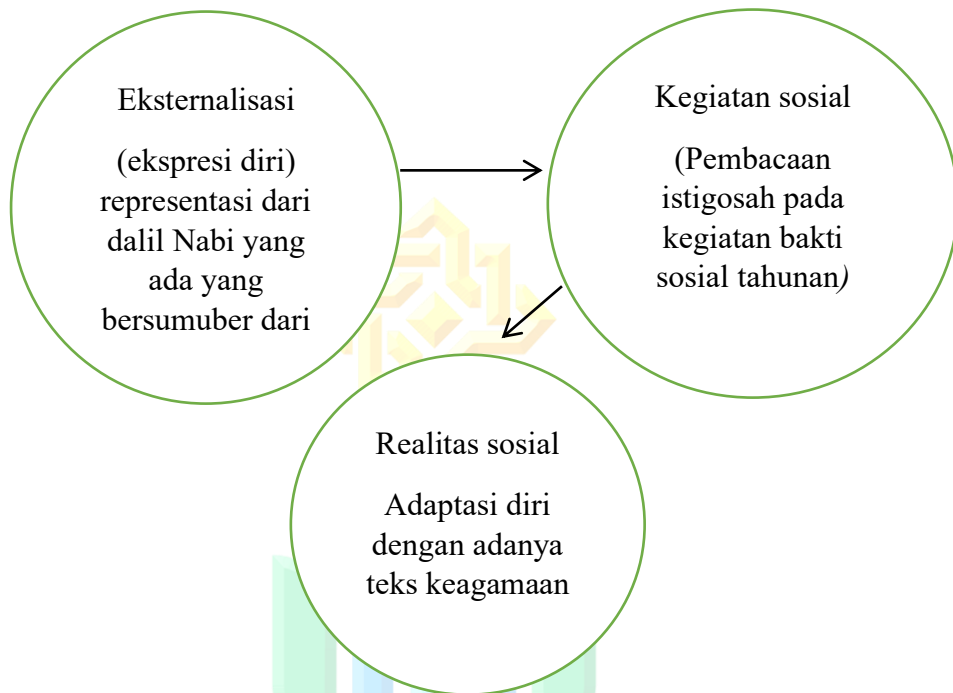 Eksternalisasi
(ekspresi diri)
representasi dari
dalil Nabi yang
ada yang
bersumuber dari
Kegiatan sosial
(Pembacaan
istigosah pada
kegiatan bakti
sosial tahunan)
Realitas sosial
Adaptasi diri
dengan adanya
teks keagamaan